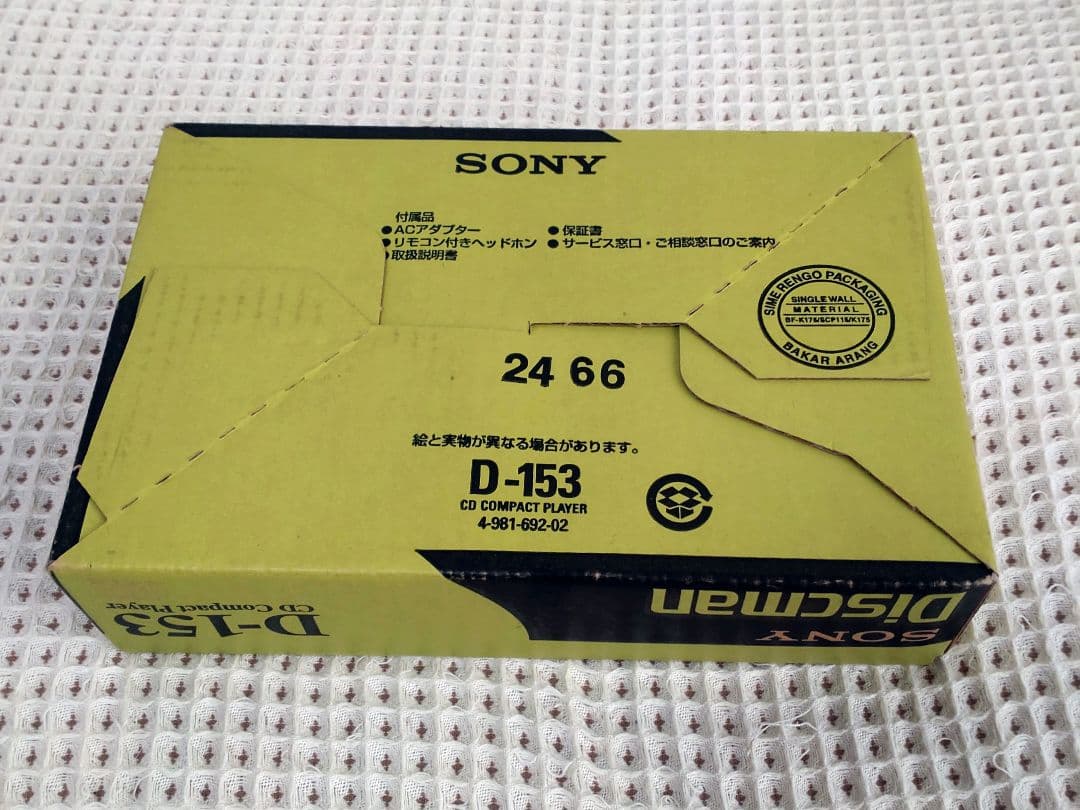 SONY
付属品
●ACアダプター
●リモコン付きヘッドホン
●取扱説明書
●保証書
●サービス窓口・ご相談窓口のご案内
SIME RENGO PACKAGING
SINGLE WALL
MATERIAL
BF-K175/SCP115/K175
BAKAR ARANG
24 66
絵と実物が異なる場合があります。
D-153
CD COMPACT PLAYER
4-981-692-02
D-153
CD Compact Player
SONY
Discman